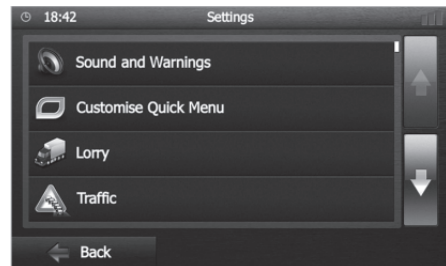 18:42 Settings
Sound and Warnings
Customise Quick Menu
Lorry
Traffic
Back